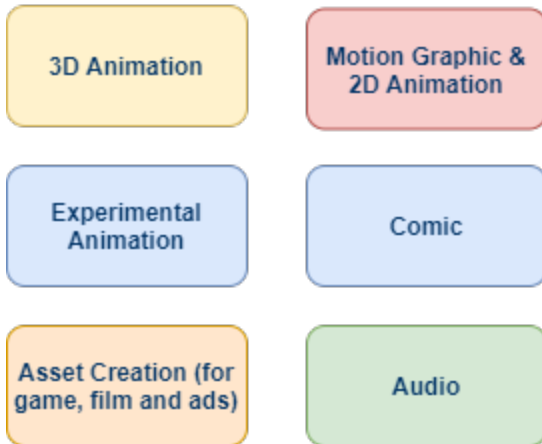 3D Animation
Motion Graphic &
2D Animation
Experimental
Animation
Comic
Asset Creation (for
game, film and ads)
Audio